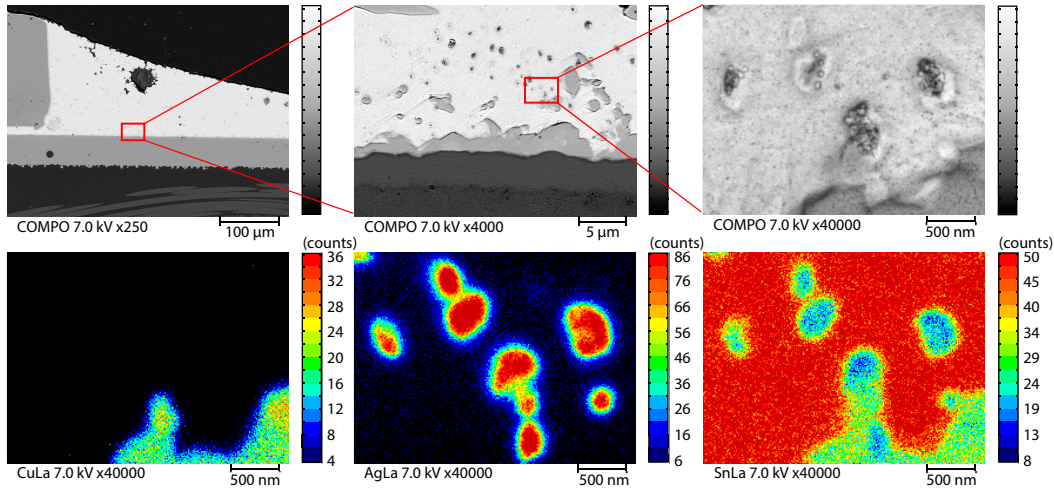 COMPO 7.0 kV x250
100 µm
COMPO 7.0 kV x4000
5 µm
COMPO 7.0 kV x40000
500 nm
(counts)
36
32
28
24
20
16
12
8
4
CuLa 7.0 kV x40000
500 nm
(counts)
86
76
66
56
46
36
26
16
6
AgLa 7.0 kV x40000
500 nm
(counts)
50
45
40
34
29
24
19
13
8
SnLa 7.0 kV x40000
500 nm